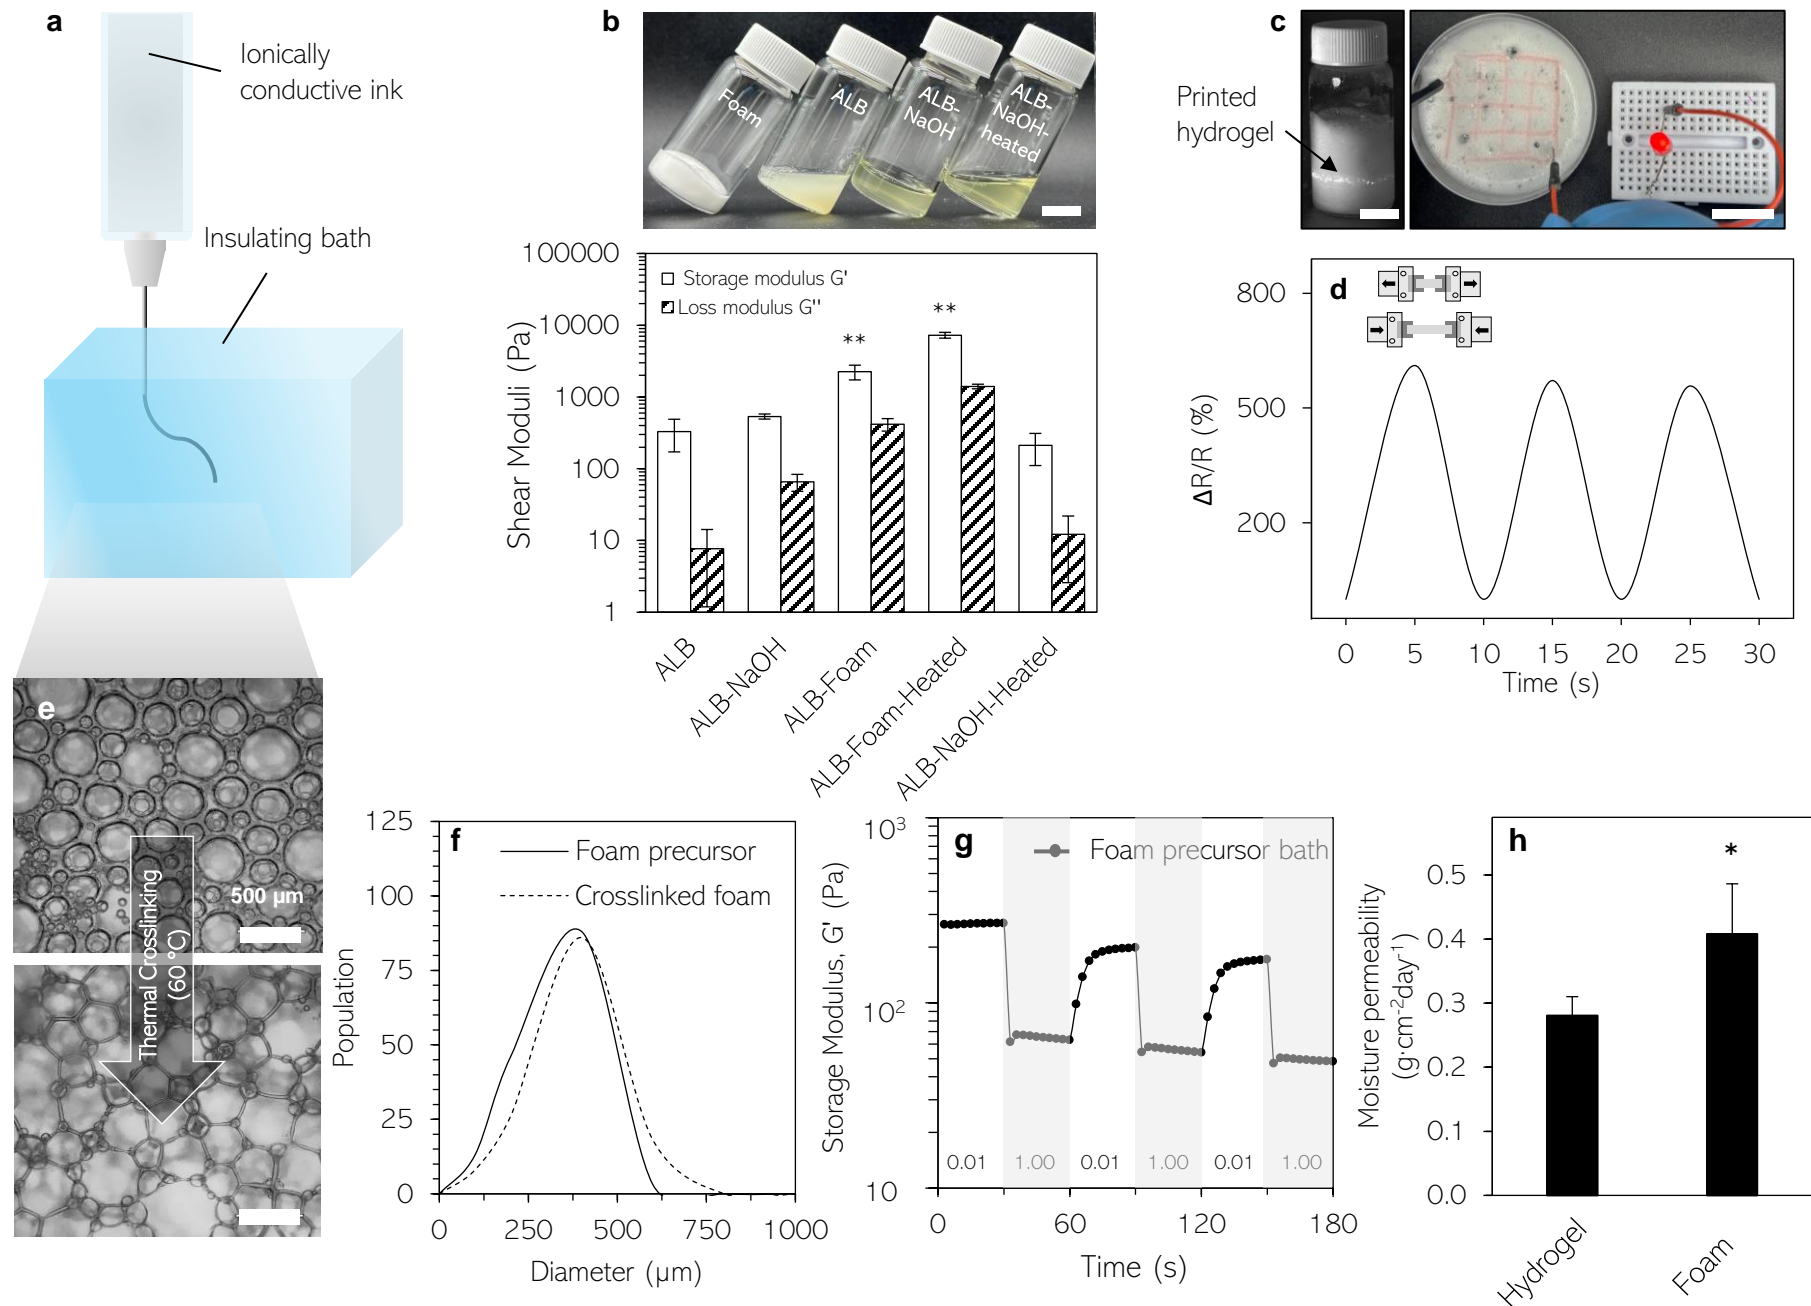 a
Ionically
conductive ink
Insulating bath
b
Foam
ALB
ALB-
NaOH
ALB-
NaOH-
heated
Shear Moduli (Pa)
100000
10000
1000
100
10
1
Storage modulus G'
Loss modulus G''
**
**
ALB
ALB-NaOH
ALB-Foam
ALB-Foam-Heated
ALB-NaOH-Heated
c
Printed
hydrogel
d
ΔR/R (%)
800
500
200
0 5 10 15 20 25 30
Time (s)
e
500 µm
Thermal Crosslinking
(60 °C)
f
Foam precursor
Crosslinked foam
Population
125
100
75
50
25
0
0 250 500 750 1000
Diameter (µm)
g
Foam precursor bath
Storage Modulus, G' (Pa)
10³
10²
10
0.01 1.00 0.01 1.00 0.01 1.00
0 60 120 180
Time (s)
h
*
Moisture permeability
(g·cm⁻²day⁻¹)
0.5
0.4
0.3
0.2
0.1
0.0
Hydrogel
Foam